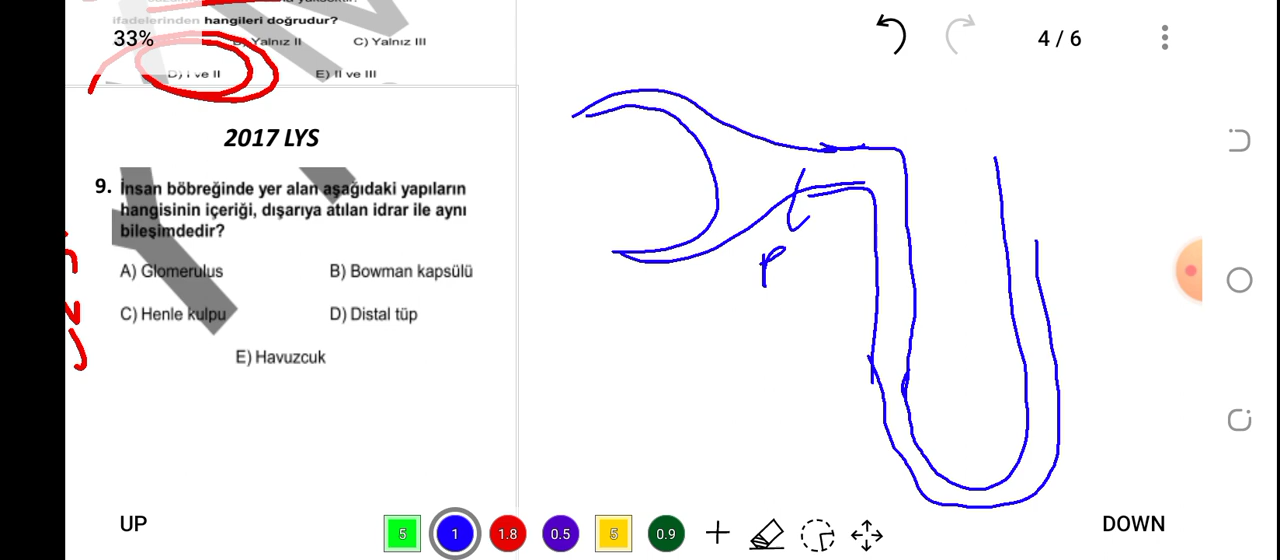 ifadelerinden hangileri doğrudur?
33%
B) Yalnız II C) Yalnız III
4 / 6
D) I ve II E) II ve III
2017 LYS
9. İnsan böbreğinde yer alan aşağıdaki yapıların
hangisinin içeriği, dışarıya atılan idrar ile aynı
bileşimdedir?
A) Glomerulus B) Bowman kapsülü
C) Henle kulpu D) Distal tüp
E) Havuzcuk
P
UP
5 1 1.8 0.5 5 0.9
DOWN